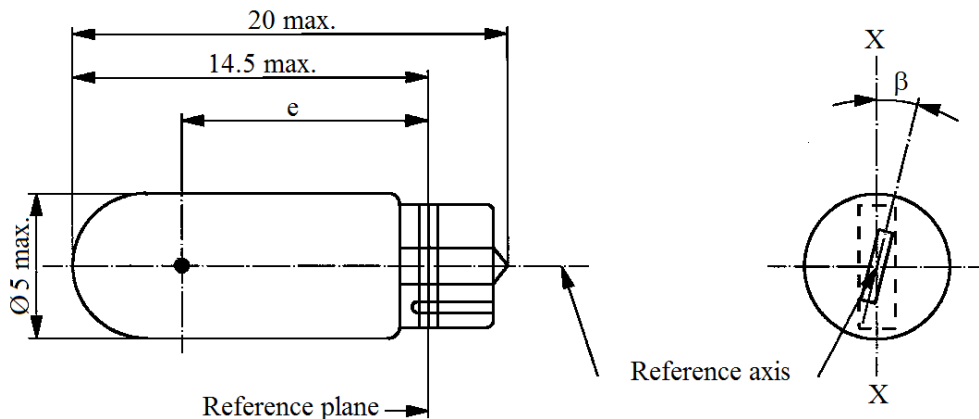 20 max.
14.5 max.
e
Ø 5 max.
Reference plane
X
β
Reference axis
X